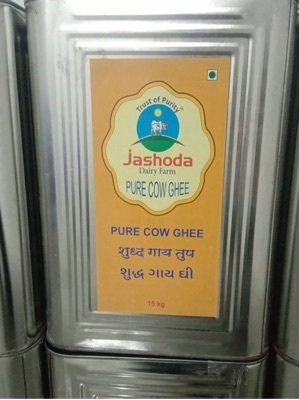 Trust of Purity
Jashoda
Dairy Farm
PURE COW GHEE
PURE COW GHEE
शुध्द गाय तुप
શુદ્ધ ગાય ઘી
15 kg